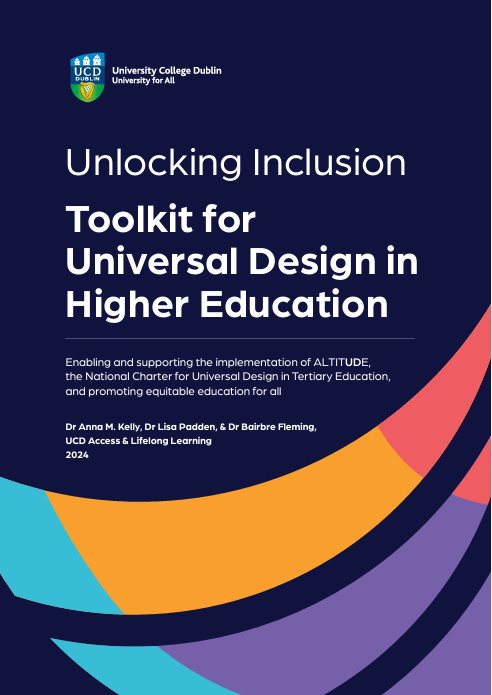 UCD
DUBLIN
University College Dublin
University for All
Unlocking Inclusion
Toolkit for
Universal Design in
Higher Education
Enabling and supporting the implementation of ALTITUDE,
the National Charter for Universal Design in Tertiary Education,
and promoting equitable education for all
Dr Anna M. Kelly, Dr Lisa Padden, & Dr Bairbre Fleming,
UCD Access & Lifelong Learning
2024